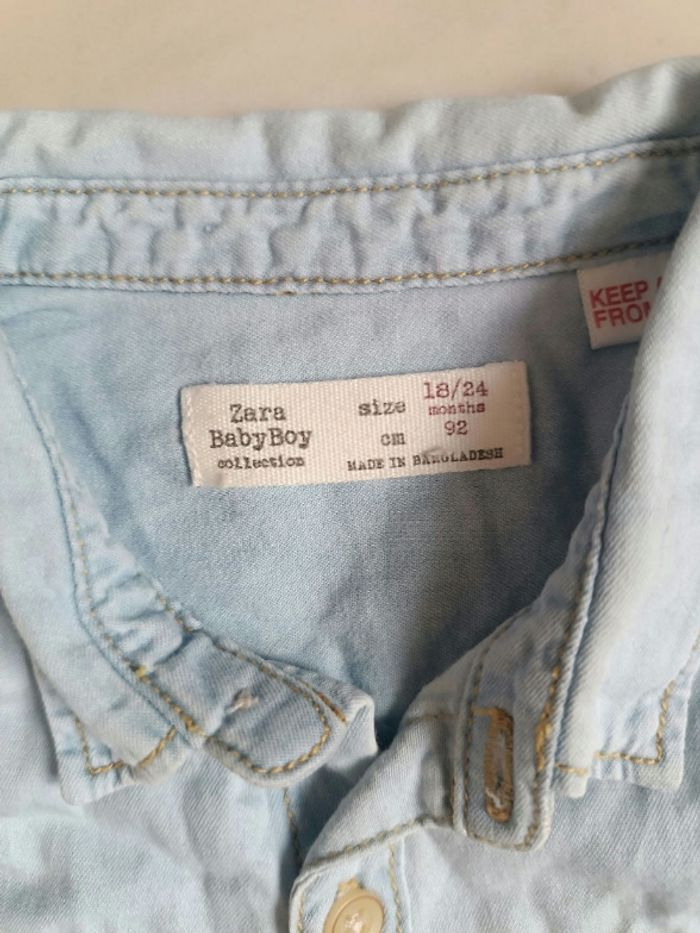 KEEP
FROM
Zara
BabyBoy
collection
size 18/24
months
cm 92
MADE IN BANGLADESH